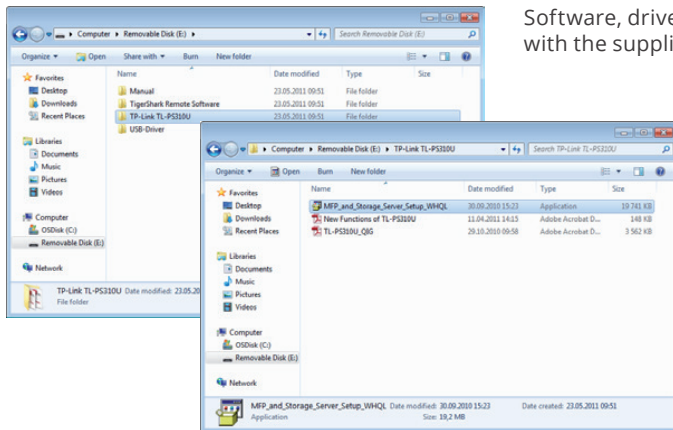 Software, drive
with the suppli
Computer ▸ Removable Disk (E:) ▸
Search Removable Disk (E:)
Organize ▾ Open Share with ▾ Burn New folder
Name Date modified Type Size
Favorites
Desktop
Downloads
Recent Places
Libraries
Documents
Music
Pictures
Videos
Computer
OSDisk (C:)
Removable Disk (E:)
Network
Manual 23.05.2011 09:51 File folder
TigerShark Remote Software 23.05.2011 09:51 File folder
TP-Link TL-PS310U 23.05.2011 09:51 File folder
USB-Driver
TP-Link TL-PS310U Date modified: 23.05.20
File folder
Computer ▸ Removable Disk (E:) ▸ TP-Link TL-PS310U
Search TP-Link TL-PS310U
Organize ▾ Open Burn New folder
Name Date modified Type Size
Favorites
Desktop
Downloads
Recent Places
Libraries
Documents
Music
Pictures
Videos
Computer
OSDisk (C:)
Removable Disk (E:)
Network
MFP_and_Storage_Server_Setup_WHQL 30.09.2010 15:23 Application 19 741 KB
New Functions of TL-PS310U 11.04.2011 14:15 Adobe Acrobat D... 148 KB
TL-PS310U_QIG 29.10.2010 09:58 Adobe Acrobat D... 3 562 KB
MFP_and_Storage_Server_Setup_WHQL Date modified: 30.09.2010 15:23 Date created: 23.05.2011 09:51
Application Size: 19,2 MB